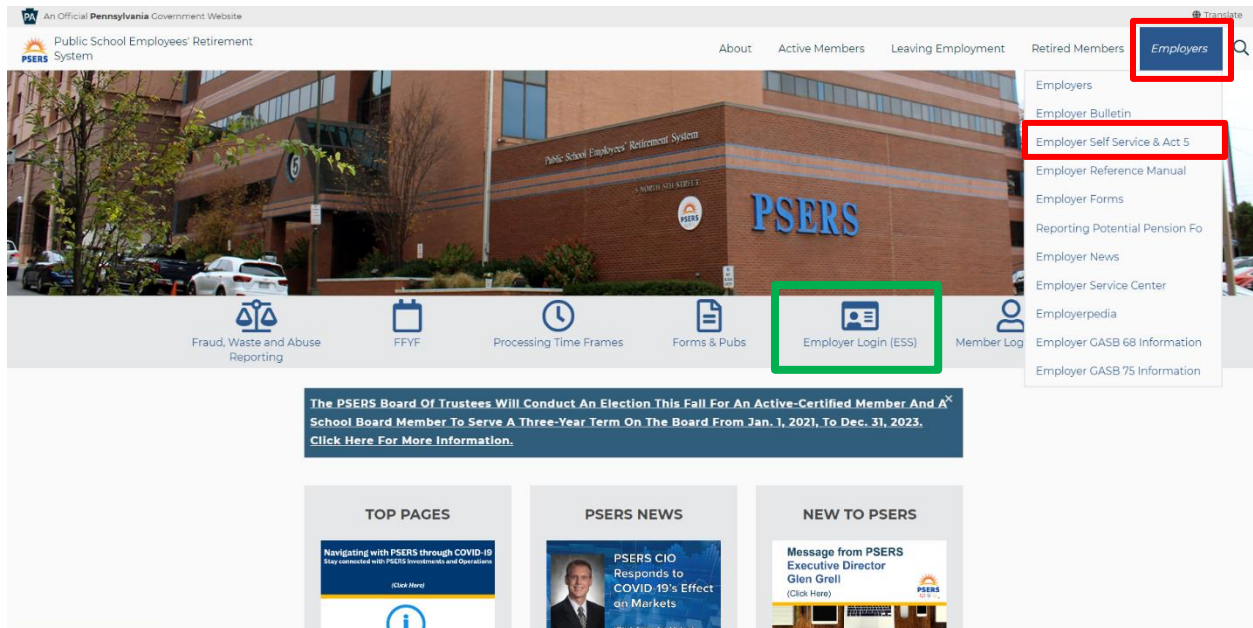 PA An Official Pennsylvania Government Website
Translate
Public School Employees' Retirement
System
PSERS
About Active Members Leaving Employment Retired Members Employers
Employers
Employer Bulletin
Employer Self Service & Act 5
Employer Reference Manual
Employer Forms
Reporting Potential Pension Fo
Employer News
Employer Service Center
Employerpedia
Employer GASB 68 Information
Employer GASB 75 Information
5
Public School Employees' Retirement System
5 NORTH 5TH STREET
PSERS
PSERS
Fraud, Waste and Abuse
Reporting
FFYF
Processing Time Frames
Forms & Pubs
Employer Login (ESS)
Member Log
The PSERS Board Of Trustees Will Conduct An Election This Fall For An Active-Certified Member And A
School Board Member To Serve A Three-Year Term On The Board From Jan. 1, 2021, To Dec. 31, 2023.
Click Here For More Information.
TOP PAGES
Navigating with PSERS through COVID-19
Stay connected with PSERS Investments and Operations
(Click Here)
PSERS NEWS
PSERS CIO
Responds to
COVID-19's Effect
on Markets
NEW TO PSERS
Message from PSERS
Executive Director
Glen Grell
(Click Here)
PSERS